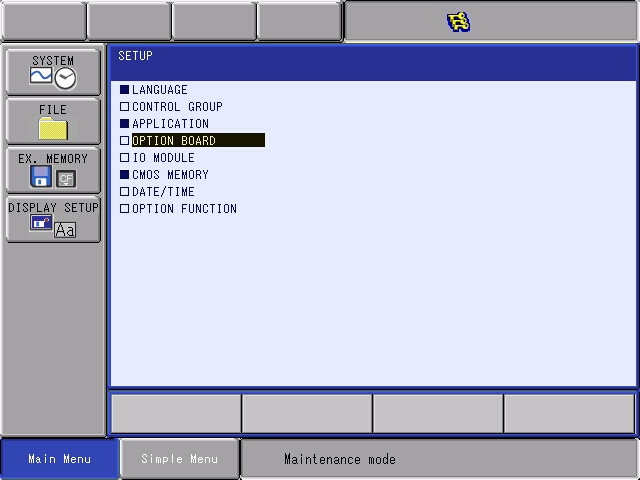 SETUP
SYSTEM
FILE
EX. MEMORY
CF
DISPLAY SETUP
Aa
LANGUAGE
CONTROL GROUP
APPLICATION
OPTION BOARD
IO MODULE
CMOS MEMORY
DATE/TIME
OPTION FUNCTION
Main Menu
Simple Menu
Maintenance mode